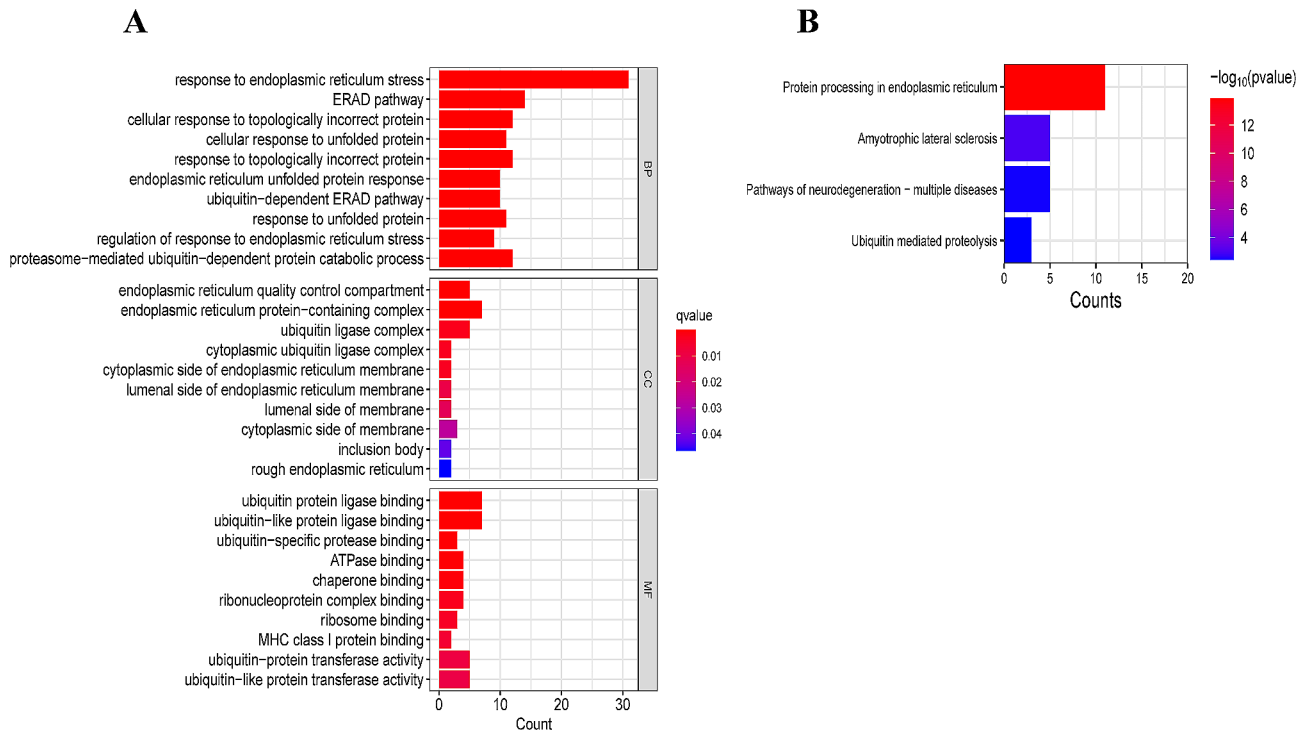 A
response to endoplasmic reticulum stress
ERAD pathway
cellular response to topologically incorrect protein
cellular response to unfolded protein
response to topologically incorrect protein
endoplasmic reticulum unfolded protein response
ubiquitin−dependent ERAD pathway
response to unfolded protein
regulation of response to endoplasmic reticulum stress
proteasome−mediated ubiquitin−dependent protein catabolic process
BP
endoplasmic reticulum quality control compartment
endoplasmic reticulum protein−containing complex
ubiquitin ligase complex
cytoplasmic ubiquitin ligase complex
cytoplasmic side of endoplasmic reticulum membrane
lumenal side of endoplasmic reticulum membrane
lumenal side of membrane
cytoplasmic side of membrane
inclusion body
rough endoplasmic reticulum
CC
ubiquitin protein ligase binding
ubiquitin−like protein ligase binding
ubiquitin−specific protease binding
ATPase binding
chaperone binding
ribonucleoprotein complex binding
ribosome binding
MHC class I protein binding
ubiquitin−protein transferase activity
ubiquitin−like protein transferase activity
MF
0 10 20 30
Count
qvalue
0.01
0.02
0.03
0.04
B
Protein processing in endoplasmic reticulum
Amyotrophic lateral sclerosis
Pathways of neurodegeneration − multiple diseases
Ubiquitin mediated proteolysis
0 5 10 15 20
Counts
−log10(pvalue)
12
10
8
6
4